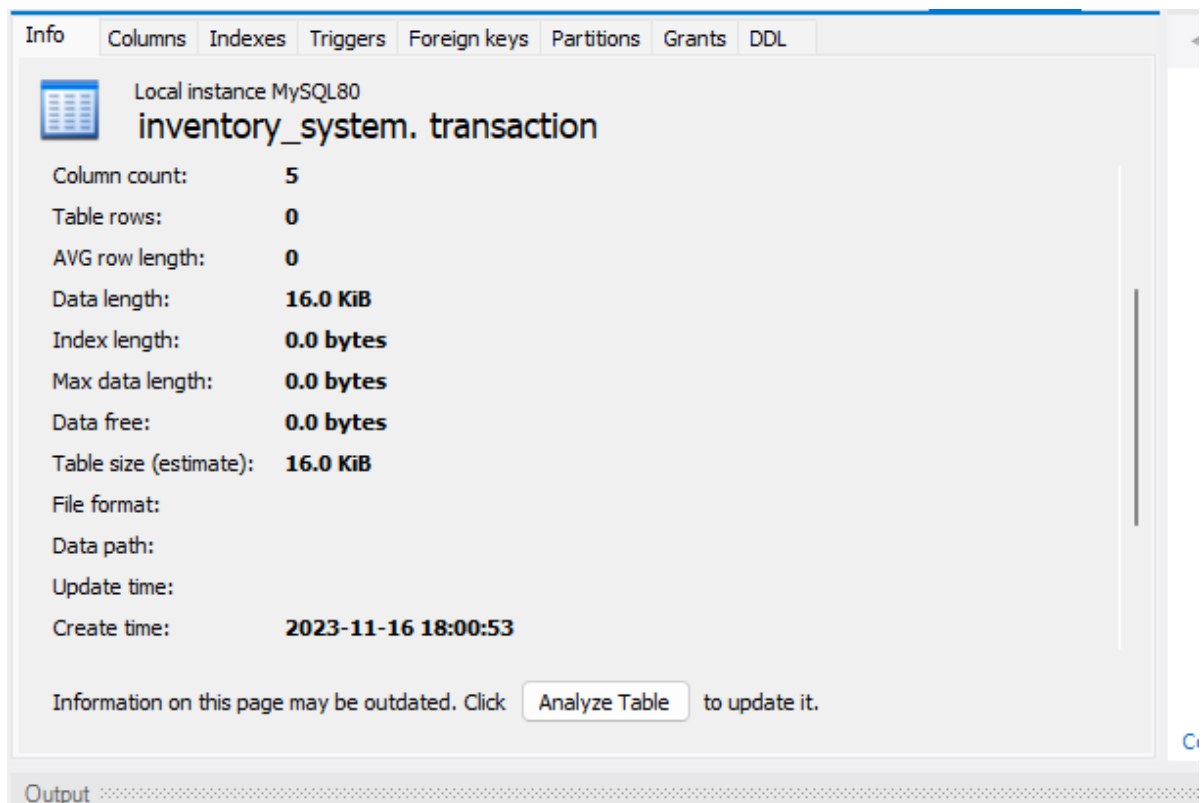 Info Columns Indexes Triggers Foreign keys Partitions Grants DDL
Local instance MySQL80
inventory_system. transaction
Column count: 5
Table rows: 0
AVG row length: 0
Data length: 16.0 KiB
Index length: 0.0 bytes
Max data length: 0.0 bytes
Data free: 0.0 bytes
Table size (estimate): 16.0 KiB
File format:
Data path:
Update time:
Create time: 2023-11-16 18:00:53
Information on this page may be outdated. Click Analyze Table to update it.
Output